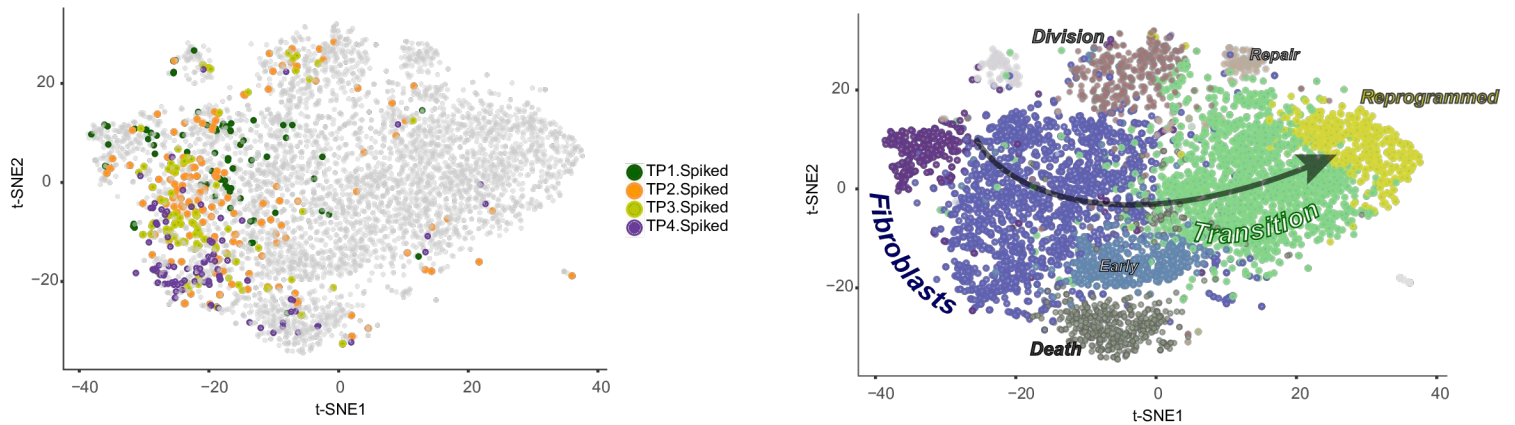 20
0
−20
t-SNE2
−40
−20
0
20
40
t-SNE1
TP1.Spiked
TP2.Spiked
TP3.Spiked
TP4.Spiked
20
0
−20
t-SNE2
−40
−20
0
20
40
t-SNE1
Division
Repair
Reprogrammed
Fibroblasts
Transition
Early
Death